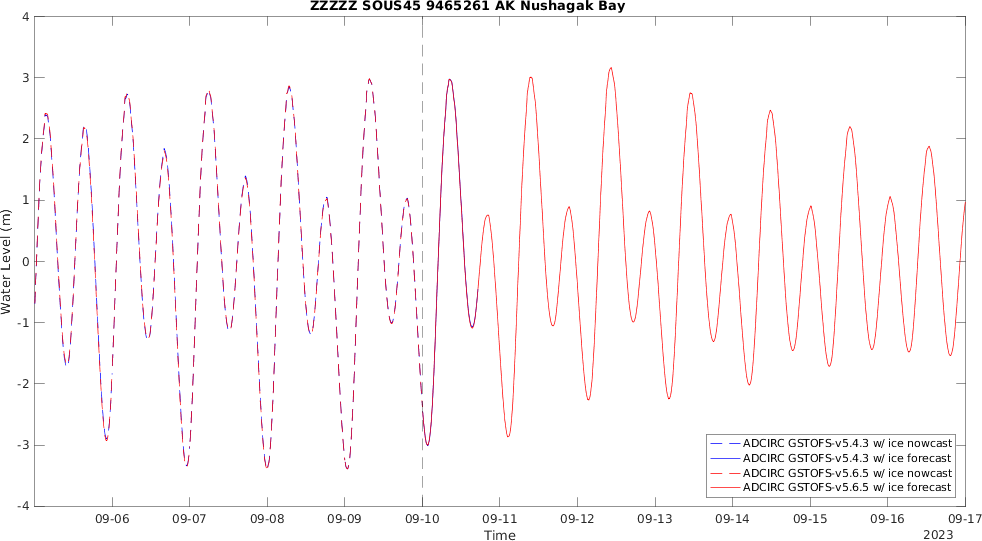 ZZZZZ SOUS45 9465261 AK Nushagak Bay
4
3
2
1
0
-1
-2
-3
-4
Water Level (m)
09-06 09-07 09-08 09-09 09-10 09-11 09-12 09-13 09-14 09-15 09-16 09-17
Time
2023
ADCIRC GSTOFS-v5.4.3 w/ ice nowcast
ADCIRC GSTOFS-v5.4.3 w/ ice forecast
ADCIRC GSTOFS-v5.6.5 w/ ice nowcast
ADCIRC GSTOFS-v5.6.5 w/ ice forecast